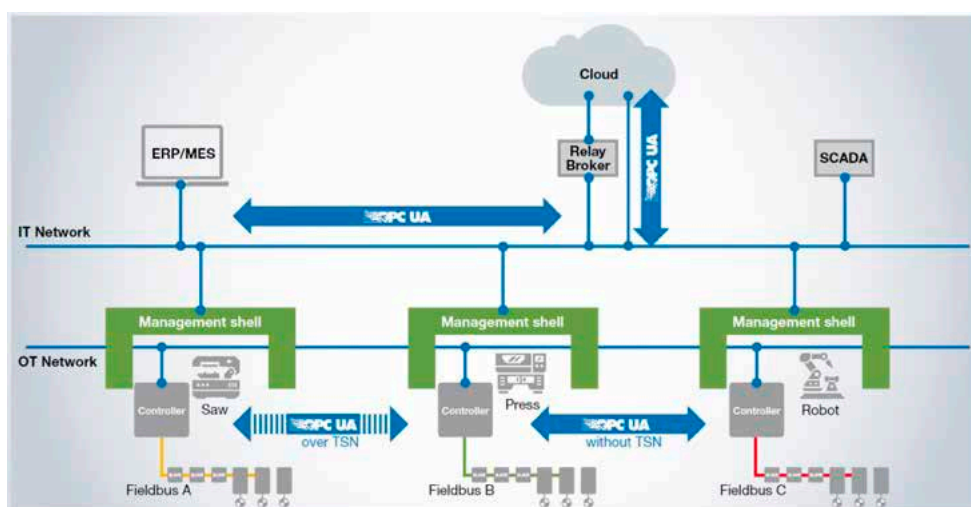 Cloud
ERP/MES
Relay
Broker
SCADA
OPC UA
OPC UA
IT Network
Management shell
Management shell
Management shell
OT Network
Controller
Saw
Controller
Press
Controller
Robot
OPC UA
over TSN
OPC UA
without TSN
Fieldbus A
Fieldbus B
Fieldbus C